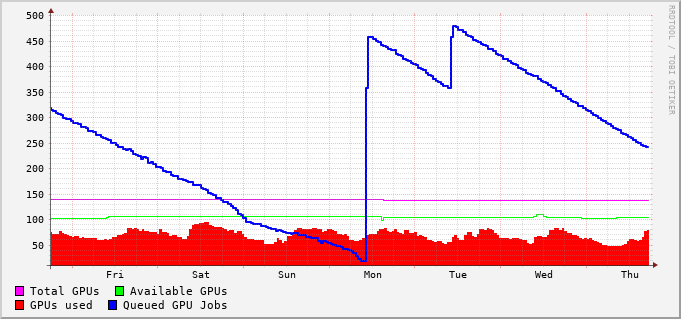 500
450
400
350
300
250
200
150
100
50
Fri Sat Sun Mon Tue Wed Thu
Total GPUs Available GPUs
GPUs used Queued GPU Jobs
RRDTOOL / TOBI OETIKER